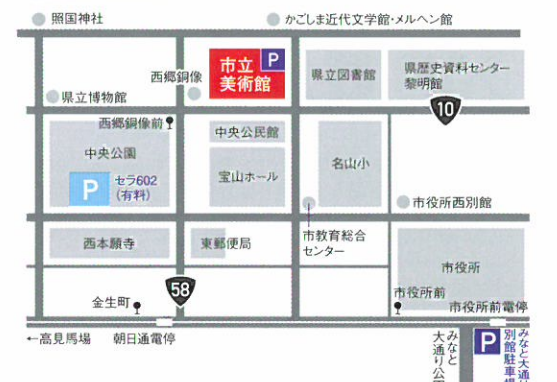 照国神社
かごしま近代文学館・メルヘン館
市立
美術館
P
西郷銅像
県立図書館
県歴史資料センター
黎明館
県立博物館
10
西郷銅像前
中央公民館
中央公園
名山小
宝山ホール
P
セラ602
(有料)
市役所西別館
西本願寺
東郵便局
市教育総合
センター
市役所
58
市役所前
金生町
市役所前電停
←高見馬場
朝日通電停
みなと
大通り公
P
みなと大通り
別館駐車場